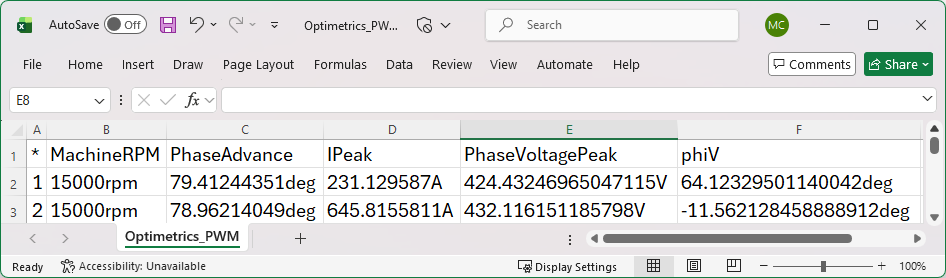 AutoSave Off Optimetrics_PW... Search MC
File Home Insert Draw Page Layout Formulas Data Review View Automate Help Comments Share
E8 fx
A B C D E F
1 * MachineRPM PhaseAdvance IPeak PhaseVoltagePeak phiV
2 1 15000rpm 79.41244351deg 231.129587A 424.43246965047115V 64.12329501140042deg
3 2 15000rpm 78.96214049deg 645.8155811A 432.116151185798V -11.562128458888912deg
Optimetrics_PWM
Ready Accessibility: Unavailable Display Settings 100%